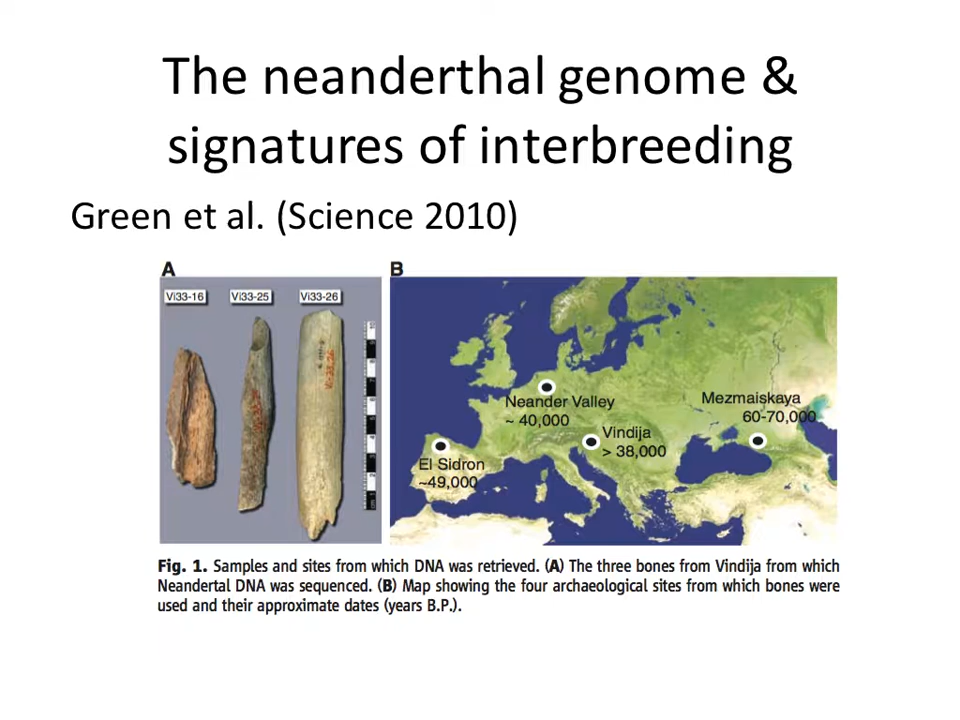 The neanderthal genome &
signatures of interbreeding
Green et al. (Science 2010)
A
B
Vi33-16
Vi33-25
Vi33-26
Neander Valley
~ 40,000
Mezmaiskaya
60-70,000
Vindija
> 38,000
El Sidron
~49,000
Fig. 1. Samples and sites from which DNA was retrieved. (A) The three bones from Vindija from which
Neandertal DNA was sequenced. (B) Map showing the four archaeological sites from which bones were
used and their approximate dates (years B.P.).